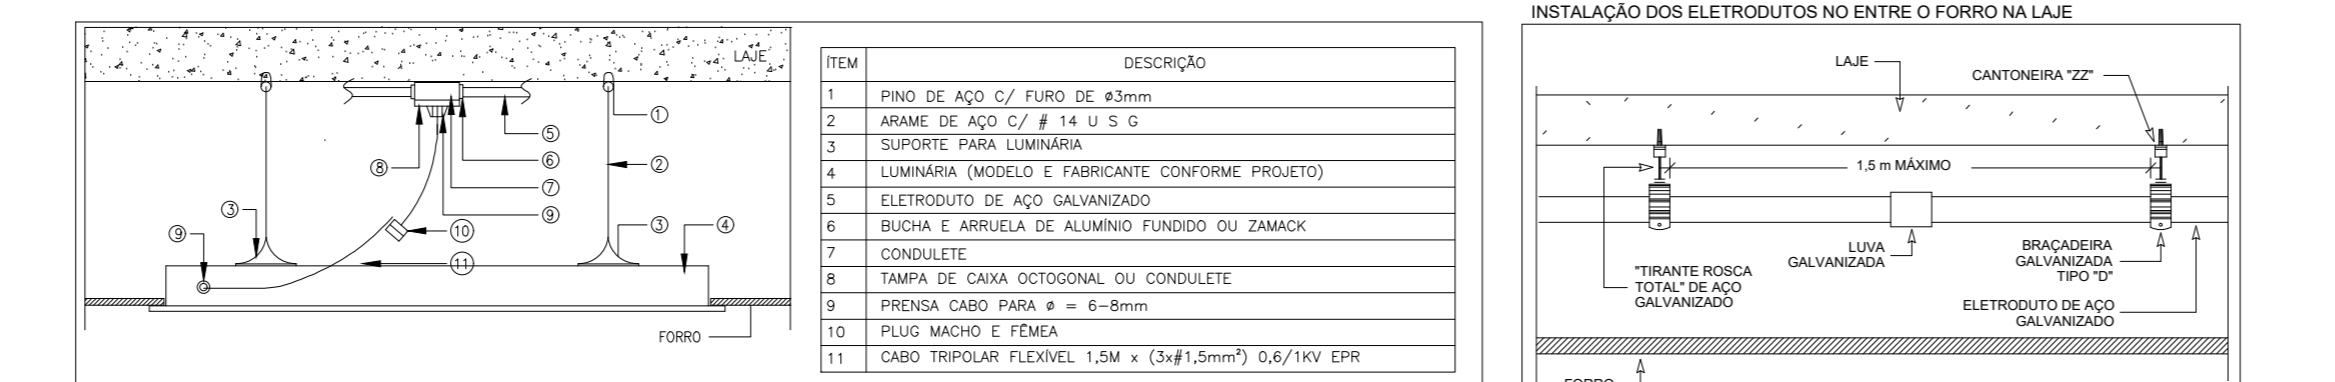 INSTALAÇÃO DOS ELETRODUTOS NO ENTRE O FORRO NA LAJE
LAJE
1
5
6
8
2
7
3
9
9
10
3
4
11
FORRO
ÍTEM DESCRIÇÃO
1 PINO DE AÇO C/ FURO DE ø3mm
2 ARAME DE AÇO C/ # 14 U S G
3 SUPORTE PARA LUMINÁRIA
4 LUMINÁRIA (MODELO E FABRICANTE CONFORME PROJETO)
5 ELETRODUTO DE AÇO GALVANIZADO
6 BUCHA E ARRUELA DE ALUMÍNIO FUNDIDO OU ZAMACK
7 CONDULETE
8 TAMPA DE CAIXA OCTOGONAL OU CONDULETE
9 PRENSA CABO PARA ø = 6-8mm
10 PLUG MACHO E FÊMEA
11 CABO TRIPOLAR FLEXÍVEL 1,5M x (3x#1,5mm²) 0,6/1KV EPR
LAJE
CANTONEIRA "ZZ"
1,5 m MÁXIMO
LUVA
GALVANIZADA
BRAÇADEIRA
GALVANIZADA
TIPO "D"
"TIRANTE ROSCA
TOTAL" DE AÇO
GALVANIZADO
ELETRODUTO DE AÇO
GALVANIZADO
FORRO